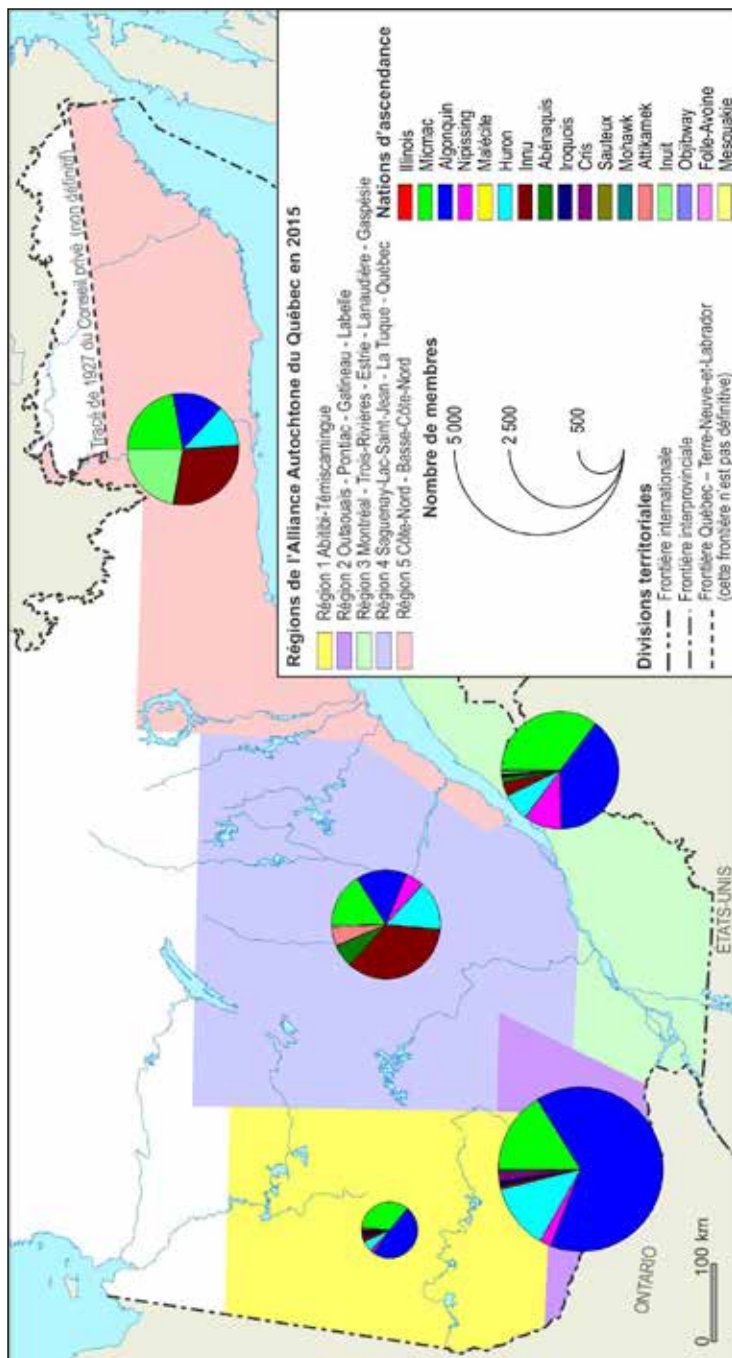 Tracé de 1927 du Conseil privé (non définitif)
ONTARIO
ÉTATS-UNIS
0 100 km
Régions de l'Alliance Autochtone du Québec en 2015
Région 1 Abitibi-Témiscamingue
Région 2 Outaouais - Pontiac - Gatineau - Labelle
Région 3 Montréal - Trois-Rivières - Estrie - Lanaudière - Gaspésie
Région 4 Saguenay-Lac-Saint-Jean - La Tuque - Québec
Région 5 Côte-Nord - Basse-Côte-Nord
Nombre de membres
5 000
2 500
500
Divisions territoriales
Frontière internationale
Frontière interprovinciale
Frontière Québec – Terre-Neuve-et-Labrador
(cette frontière n'est pas définitive)
Nations d'ascendance
Illinois
Micmac
Algonquin
Nipissing
Malécile
Huron
Innu
Abénaquis
Iroquois
Cris
Sauteux
Mohawk
Attikamek
Inuit
Objibway
Folle-Avoine
Mesquakie